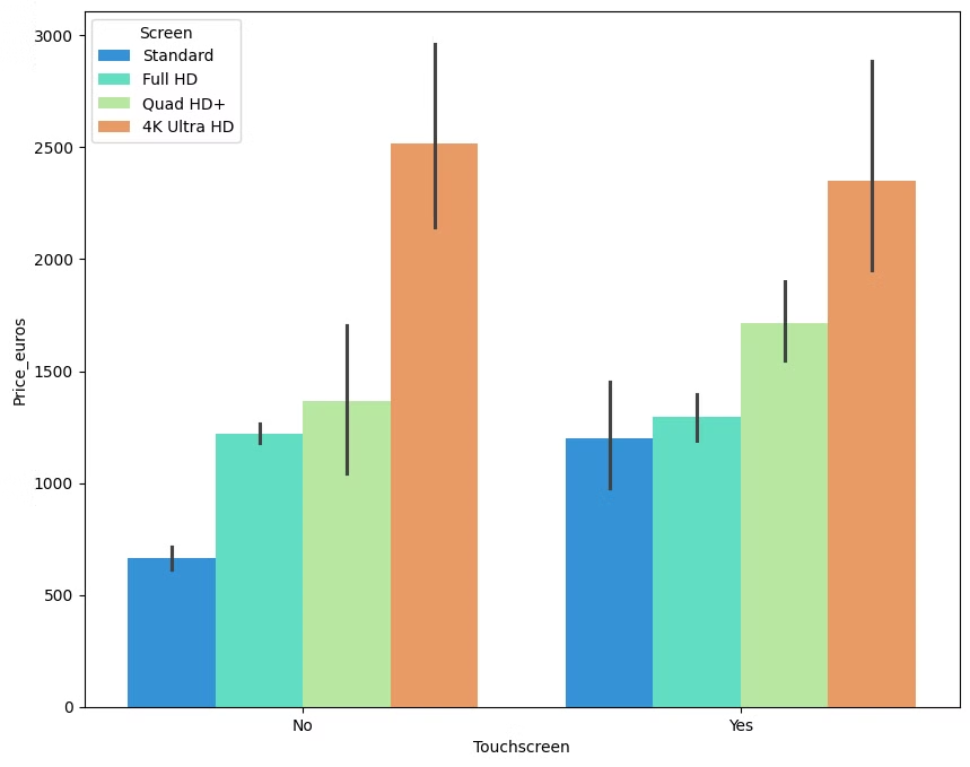 Screen
Standard
Full HD
Quad HD+
4K Ultra HD
3000
2500
2000
1500
1000
500
0
Price_euros
No
Yes
Touchscreen